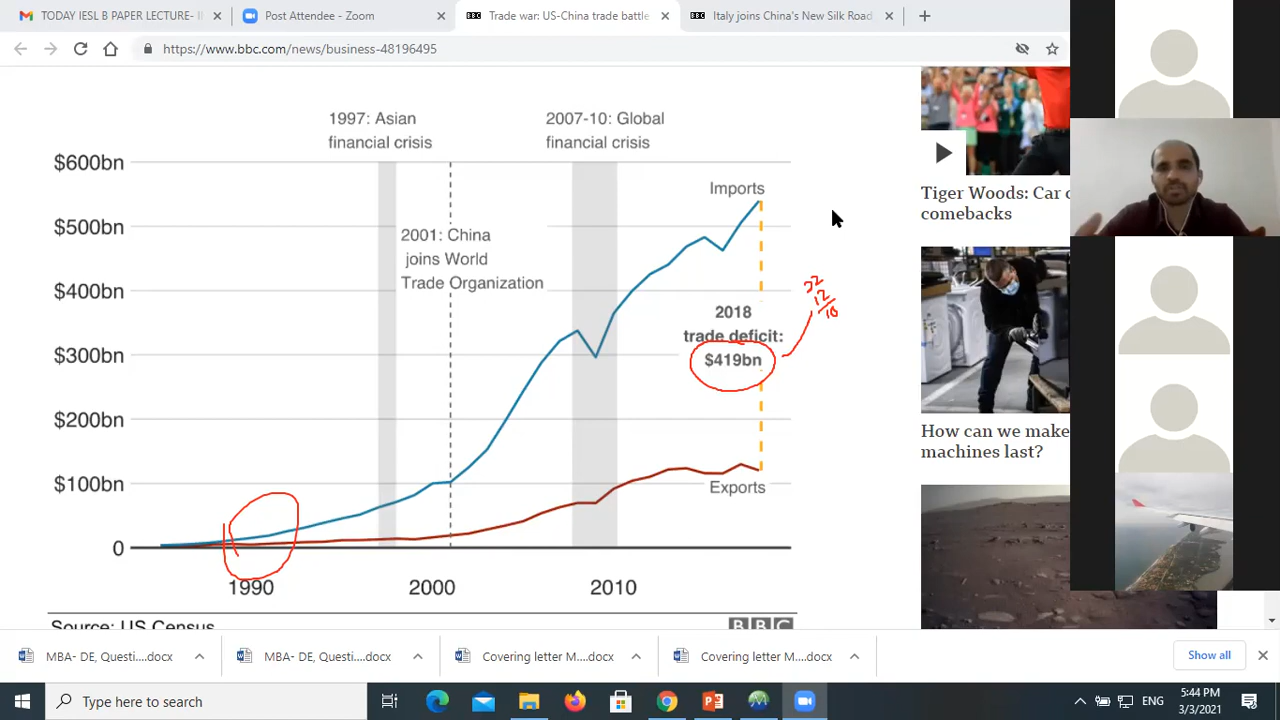 TODAY IESL B PAPER LECTURE- I
Post Attendee - Zoom
BBC
Trade war: US-China trade battle
BBC
Italy joins China's New Silk Road
https://www.bbc.com/news/business-48196495
1997: Asian
financial crisis
2007-10: Global
financial crisis
$600bn
$500bn
$400bn
$300bn
$200bn
$100bn
0
Imports
2001: China
joins World
Trade Organization
2018
trade deficit:
$419bn
22
12/
10
Exports
1990
2000
2010
Source: US Census
BBC
Tiger Woods: Car
comebacks
How can we make
machines last?
MBA- DE, Questi....docx
MBA- DE, Questi....docx
Covering letter M....docx
Covering letter M....docx
Show all
Type here to search
ENG
5:44 PM
3/3/2021